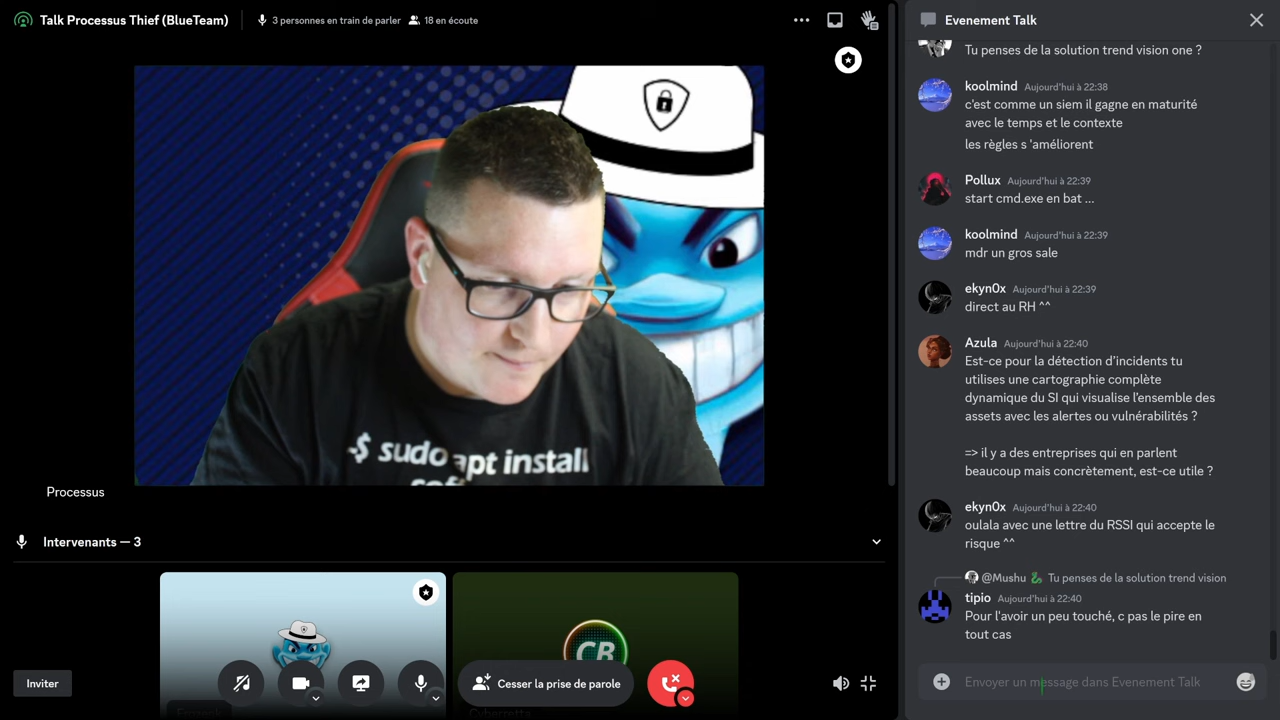 Talk Processus Thief (BlueTeam)
3 personnes en train de parler
18 en écoute
$ sudo apt install
Processus
Intervenants — 3
CB
Inviter
Cesser la prise de parole
Evenement Talk
Tu penses de la solution trend vision one ?
koolmind Aujourd'hui à 22:38
c'est comme un siem il gagne en maturité
avec le temps et le contexte
les règles s 'améliorent
Pollux Aujourd'hui à 22:39
start cmd.exe en bat ...
koolmind Aujourd'hui à 22:39
mdr un gros sale
ekyn0x Aujourd'hui à 22:39
direct au RH ^^
Azula Aujourd'hui à 22:40
Est-ce pour la détection d'incidents tu
utilises une cartographie complète
dynamique du SI qui visualise l'ensemble des
assets avec les alertes ou vulnérabilités ?
=> il y a des entreprises qui en parlent
beaucoup mais concrètement, est-ce utile ?
ekyn0x Aujourd'hui à 22:40
oulala avec une lettre du RSSI qui accepte le
risque ^^
@Mushu 🐉 Tu penses de la solution trend vision
tipio Aujourd'hui à 22:40
Pour l'avoir un peu touché, c pas le pire en
tout cas
Envoyer un message dans Evenement Talk